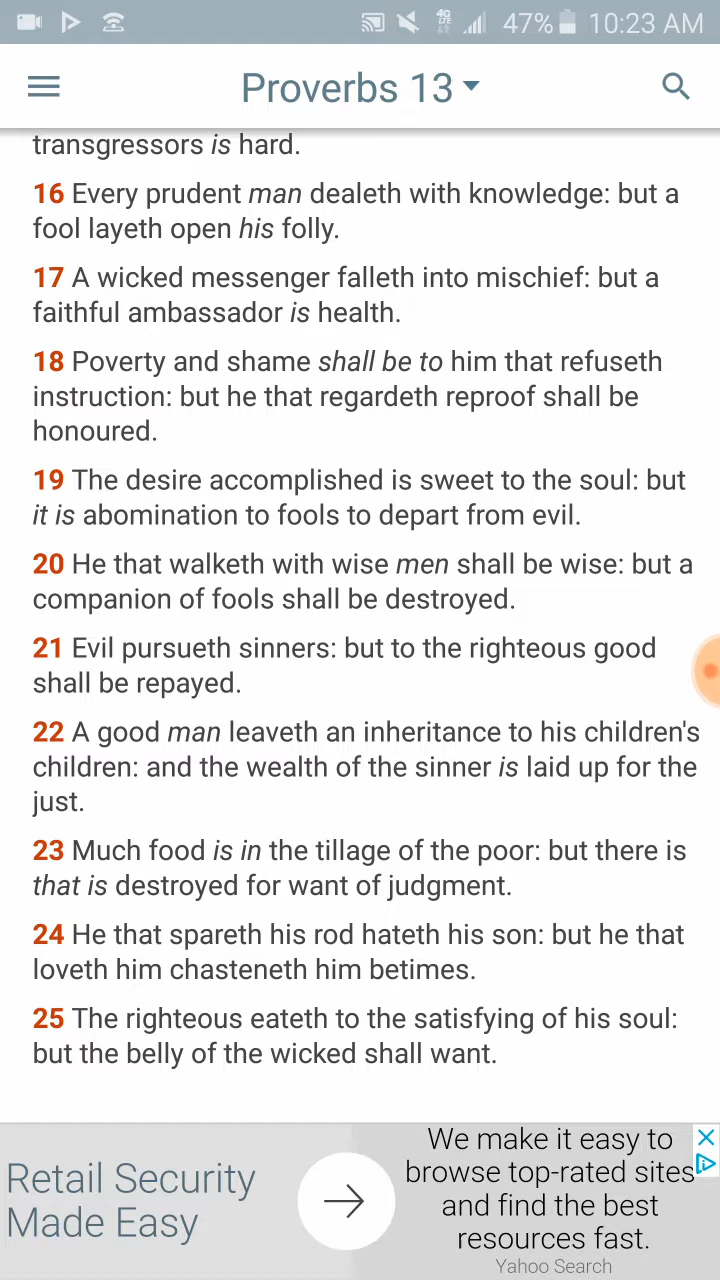 47% 10:23 AM
Proverbs 13
transgressors is hard.
16 Every prudent man dealeth with knowledge: but a
fool layeth open his folly.
17 A wicked messenger falleth into mischief: but a
faithful ambassador is health.
18 Poverty and shame shall be to him that refuseth
instruction: but he that regardeth reproof shall be
honoured.
19 The desire accomplished is sweet to the soul: but
it is abomination to fools to depart from evil.
20 He that walketh with wise men shall be wise: but a
companion of fools shall be destroyed.
21 Evil pursueth sinners: but to the righteous good
shall be repayed.
22 A good man leaveth an inheritance to his children's
children: and the wealth of the sinner is laid up for the
just.
23 Much food is in the tillage of the poor: but there is
that is destroyed for want of judgment.
24 He that spareth his rod hateth his son: but he that
loveth him chasteneth him betimes.
25 The righteous eateth to the satisfying of his soul:
but the belly of the wicked shall want.
Retail Security
Made Easy
We make it easy to
browse top-rated sites
and find the best
resources fast.
Yahoo Search